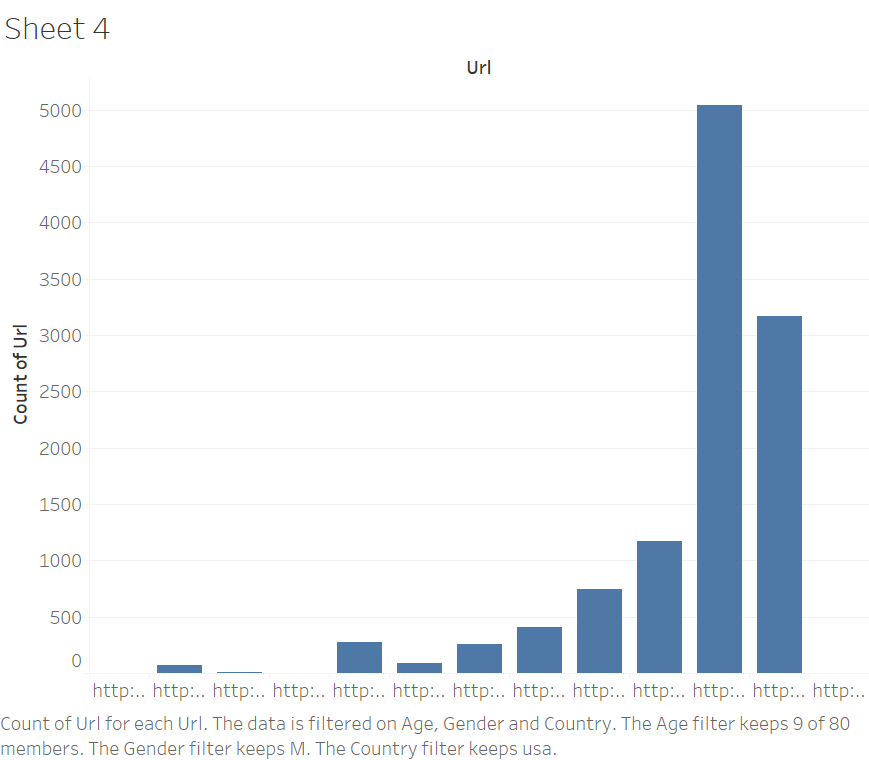 Sheet 4
Url
5000
4500
4000
3500
3000
2500
2000
1500
1000
500
0
Count of Url
http:.. http:.. http:.. http:.. http:.. http:.. http:.. http:.. http:.. http:.. http:.. http:.. http:..
Count of Url for each Url. The data is filtered on Age, Gender and Country. The Age filter keeps 9 of 80
members. The Gender filter keeps M. The Country filter keeps usa.